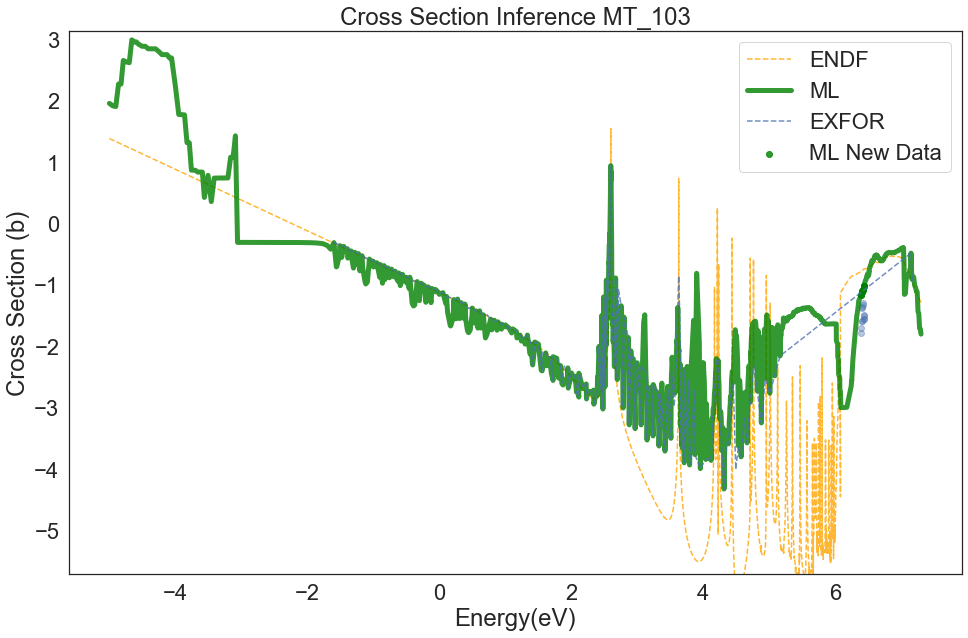 Cross Section Inference MT_103
ENDF
ML
EXFOR
ML New Data
Cross Section (b)
3
2
1
0
−1
−2
−3
−4
−5
−4
−2
0
2
4
6
Energy(eV)